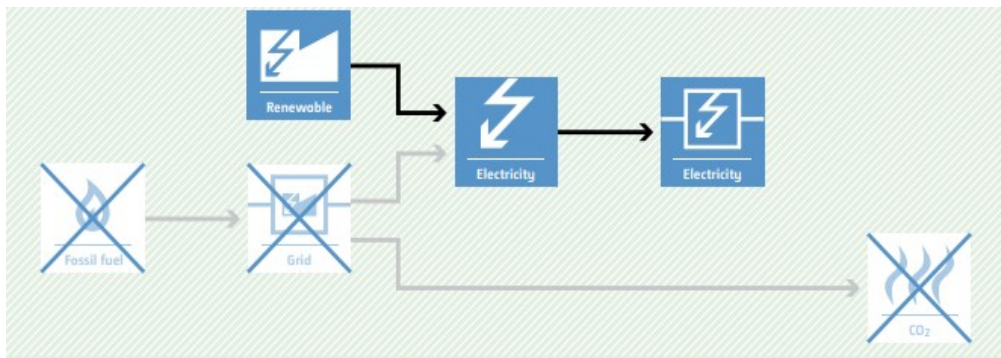 Renewable
Electricity
Electricity
Fossil fuel
Grid
CO₂